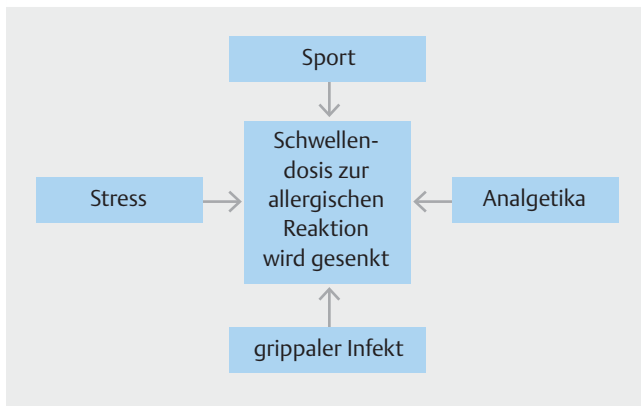 Sport
Schwellen-
dosis zur
allergischen
Reaktion
wird gesenkt
Stress
Analgetika
grippaler Infekt